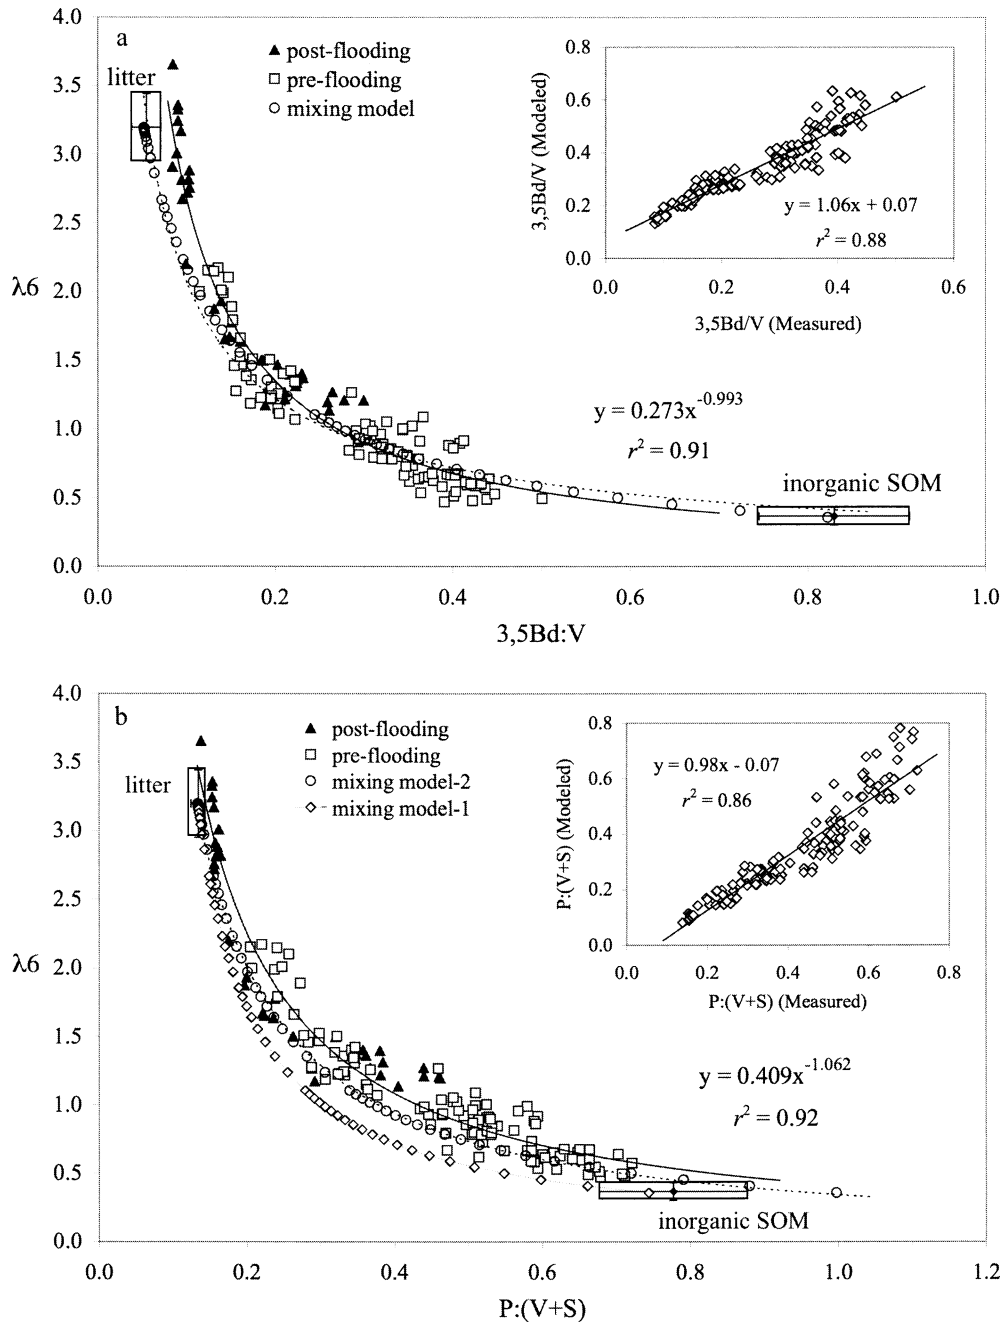 a
post-flooding
pre-flooding
mixing model
litter
4.0
3.5
3.0
2.5
2.0
1.5
1.0
0.5
0.0
λ6
0.0 0.2 0.4 0.6 0.8 1.0
3,5Bd:V
0.8
0.6
0.4
0.2
0.0
3,5Bd/V (Modeled)
y = 1.06x + 0.07
r² = 0.88
0.0 0.2 0.4 0.6
3,5Bd/V (Measured)
y = 0.273x^-0.993
r² = 0.91
inorganic SOM
b
post-flooding
pre-flooding
mixing model-2
mixing model-1
litter
4.0
3.5
3.0
2.5
2.0
1.5
1.0
0.5
0.0
λ6
0.0 0.2 0.4 0.6 0.8 1.0 1.2
P:(V+S)
0.8
0.6
0.4
0.2
0.0
P:(V+S) (Modeled)
y = 0.98x - 0.07
r² = 0.86
0.0 0.2 0.4 0.6 0.8
P:(V+S) (Measured)
y = 0.409x^-1.062
r² = 0.92
inorganic SOM